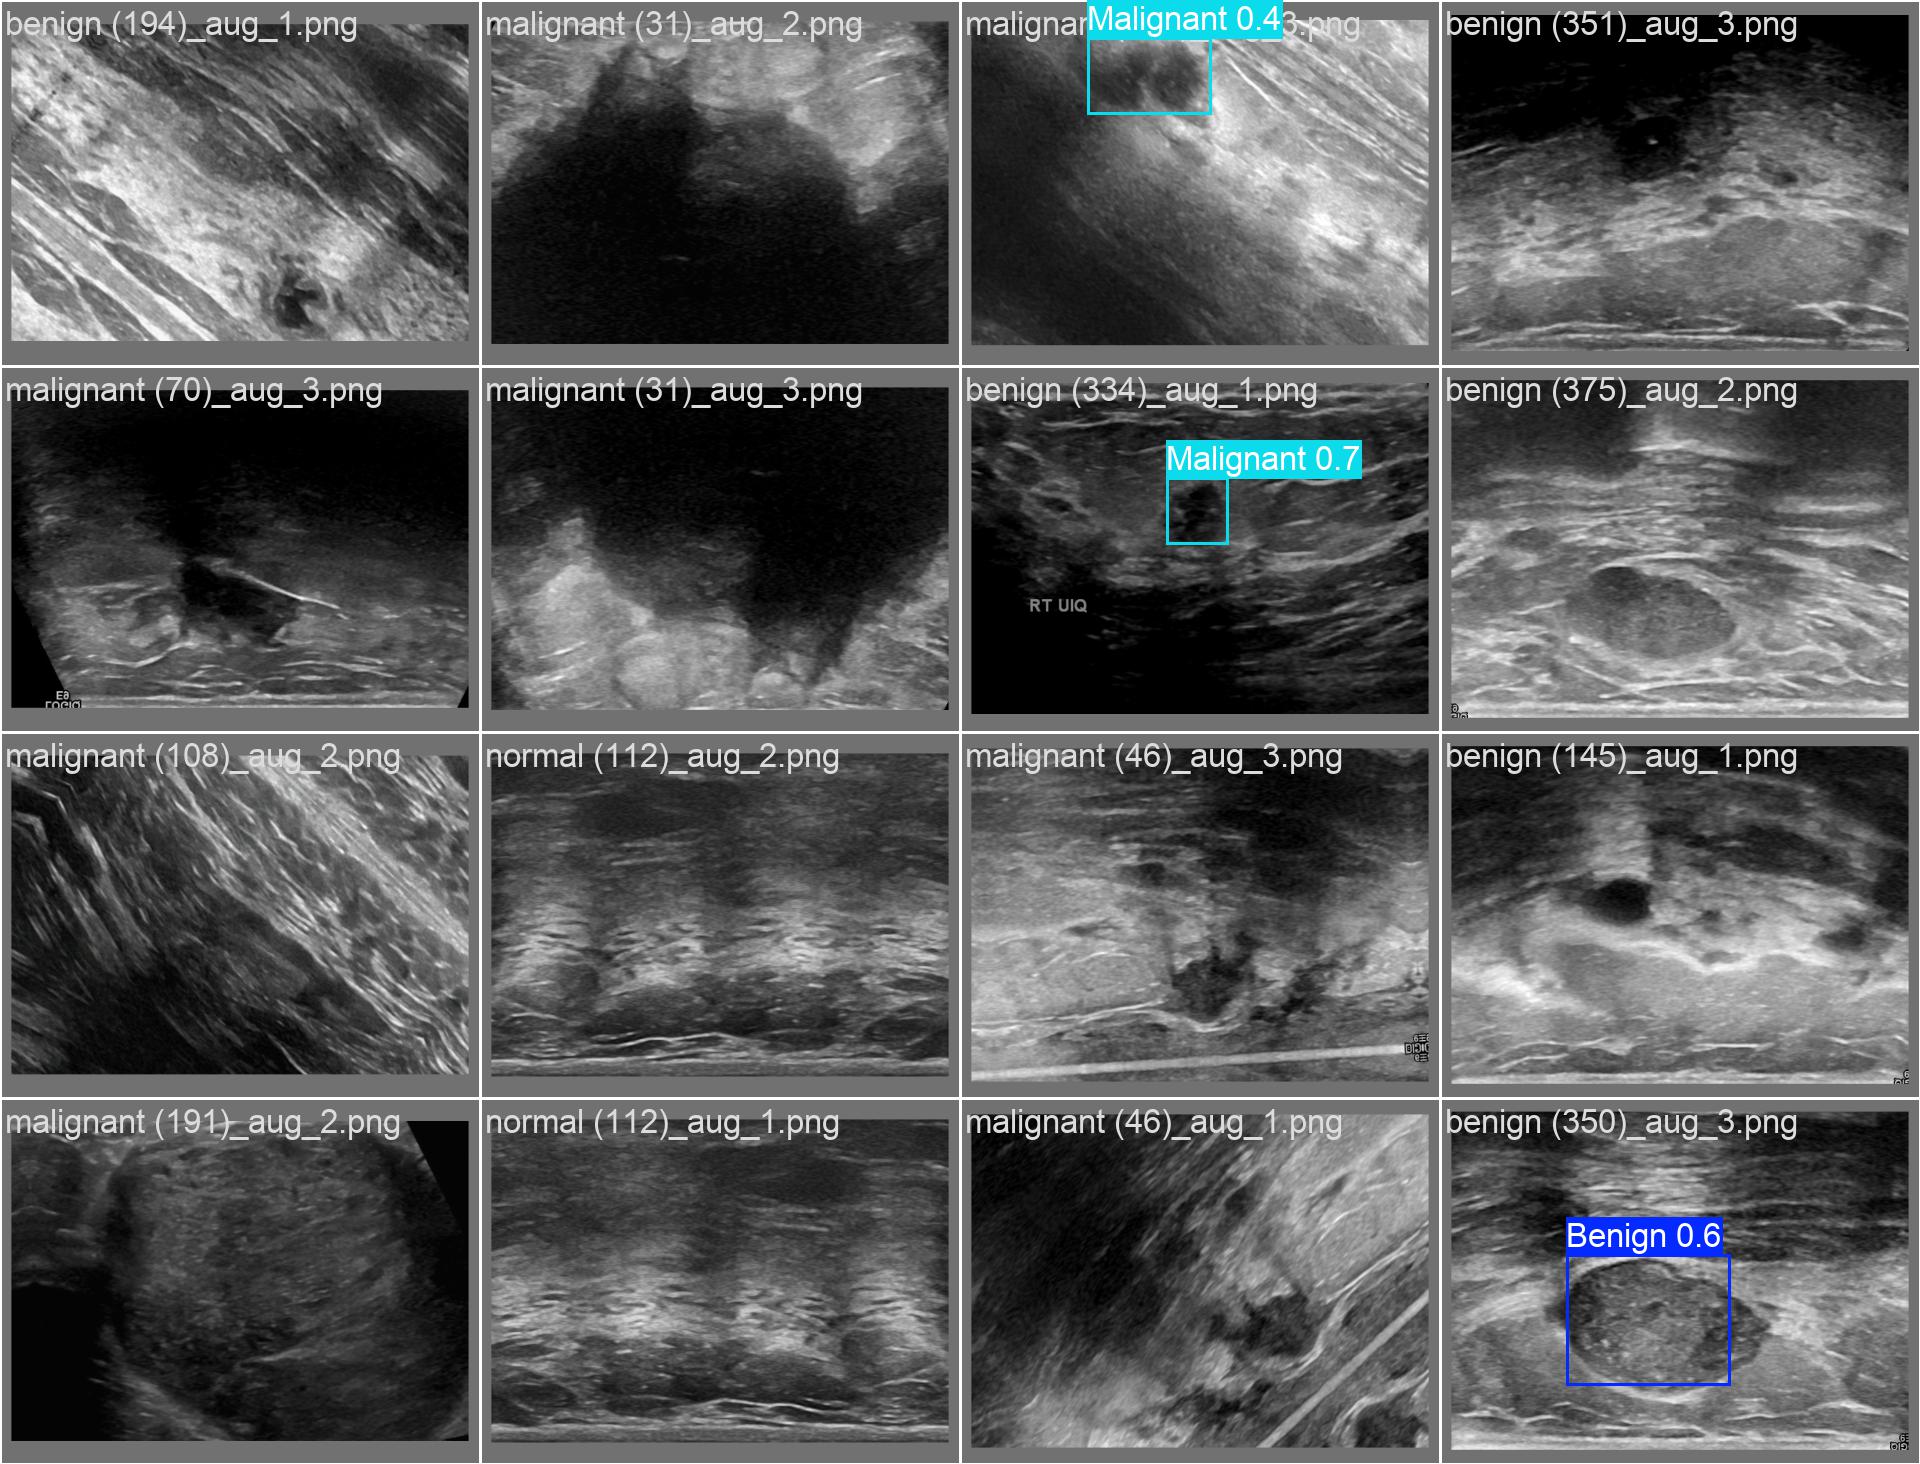 benign (194)_aug_1.png
malignant (31)_aug_2.png
Malignant 0.4
benign (351)_aug_3.png
malignant (70)_aug_3.png
malignant (31)_aug_3.png
benign (334)_aug_1.png
benign (375)_aug_2.png
Malignant 0.7
RT UIQ
malignant (108)_aug_2.png
normal (112)_aug_2.png
malignant (46)_aug_3.png
benign (145)_aug_1.png
malignant (191)_aug_2.png
normal (112)_aug_1.png
malignant (46)_aug_1.png
benign (350)_aug_3.png
Benign 0.6